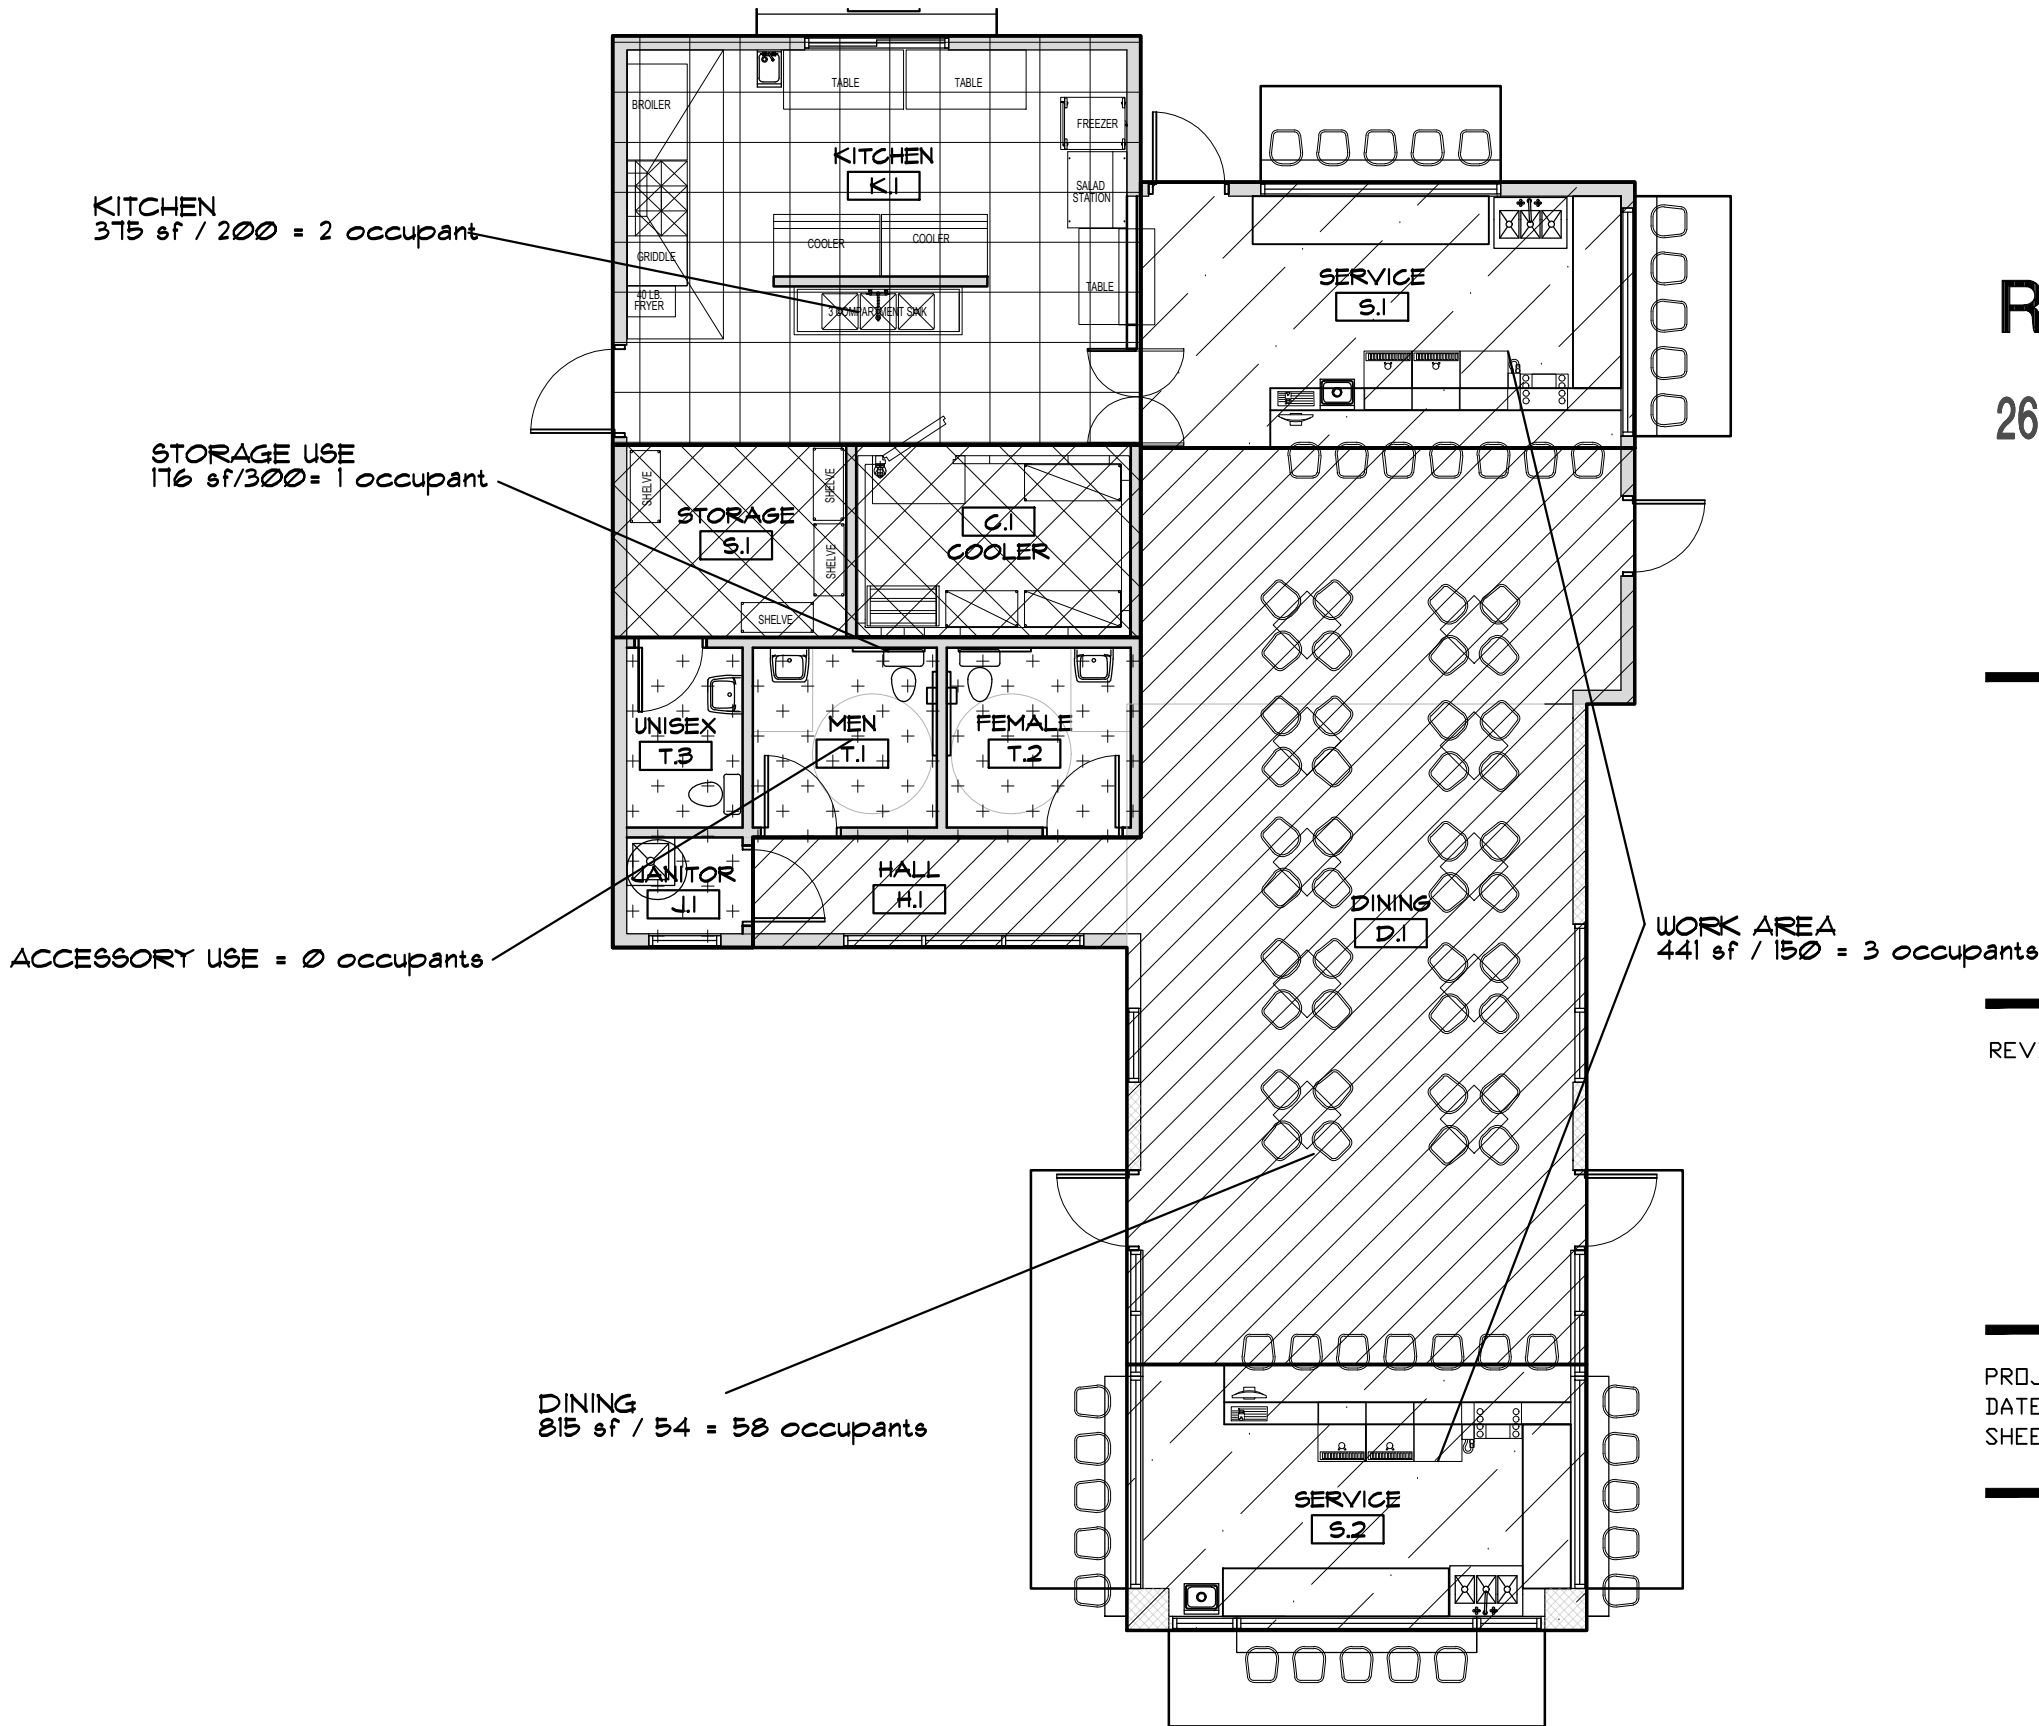 TABLE
TABLE
BROILER
FREEZER
KITCHEN
K.1
SALAD
STATION
KITCHEN
375 sf / 200 = 2 occupant
COOLER
COOLER
GRIDDLE
SERVICE
S.1
R
TABLE
40 LB.
FRYER
3 COMPARTMENT SINK
26
STORAGE USE
176 sf/300= 1 occupant
SHELVE
SHELVE
STORAGE
S.1
C.1
COOLER
SHELVE
SHELVE
UNISEX
T.3
MEN
T.1
FEMALE
T.2
JANITOR
J.1
HALL
H.1
DINING
D.1
WORK AREA
441 sf / 150 = 3 occupants
ACCESSORY USE = 0 occupants
REV
DINING
815 sf / 54 = 58 occupants
PROJ
DATE
SHEE
SERVICE
S.2